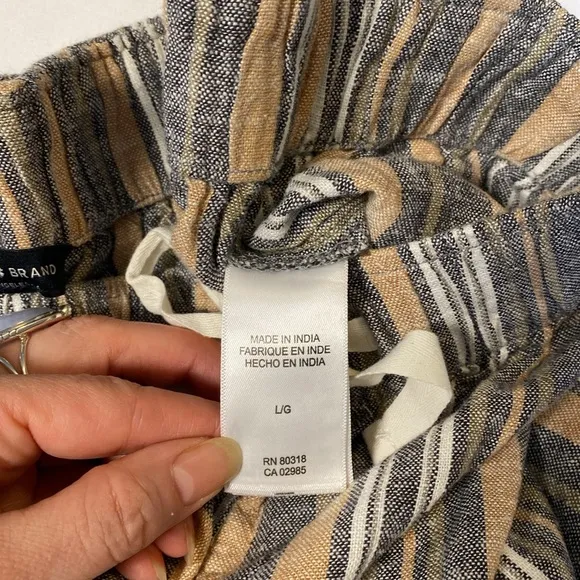 BRAND
MADE IN INDIA
FABRIQUE EN INDE
HECHO EN INDIA
L/G
RN 80318
CA 02985